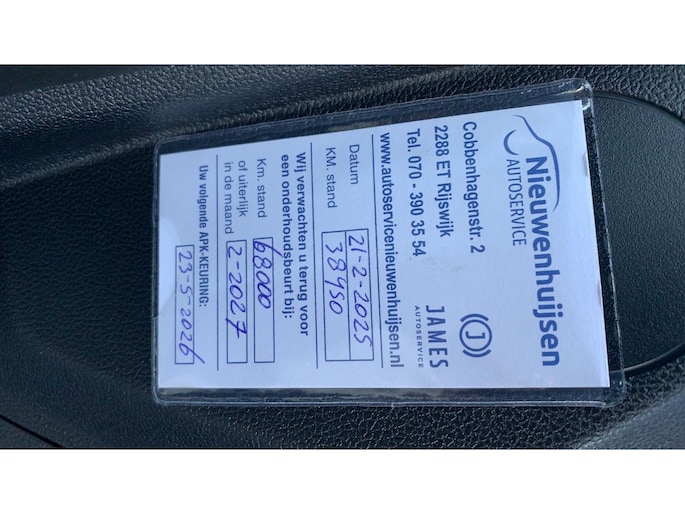 Nieuwenhuijsen
AUTOSERVICE
J
JAMES
AUTOSERVICE
Cobbenhagenstr. 2
2288 ET Rijswijk
Tel. 070 - 390 35 54
www.autoservicenieuwenhuijsen.nl
Datum 21-2-2025
KM. stand 38950
Wij verwachten u terug voor
een onderhoudsbeurt bij:
Km. stand 68000
of uiterlijk
in de maand 2-2027
Uw volgende APK-KEURING:
23-5-2026